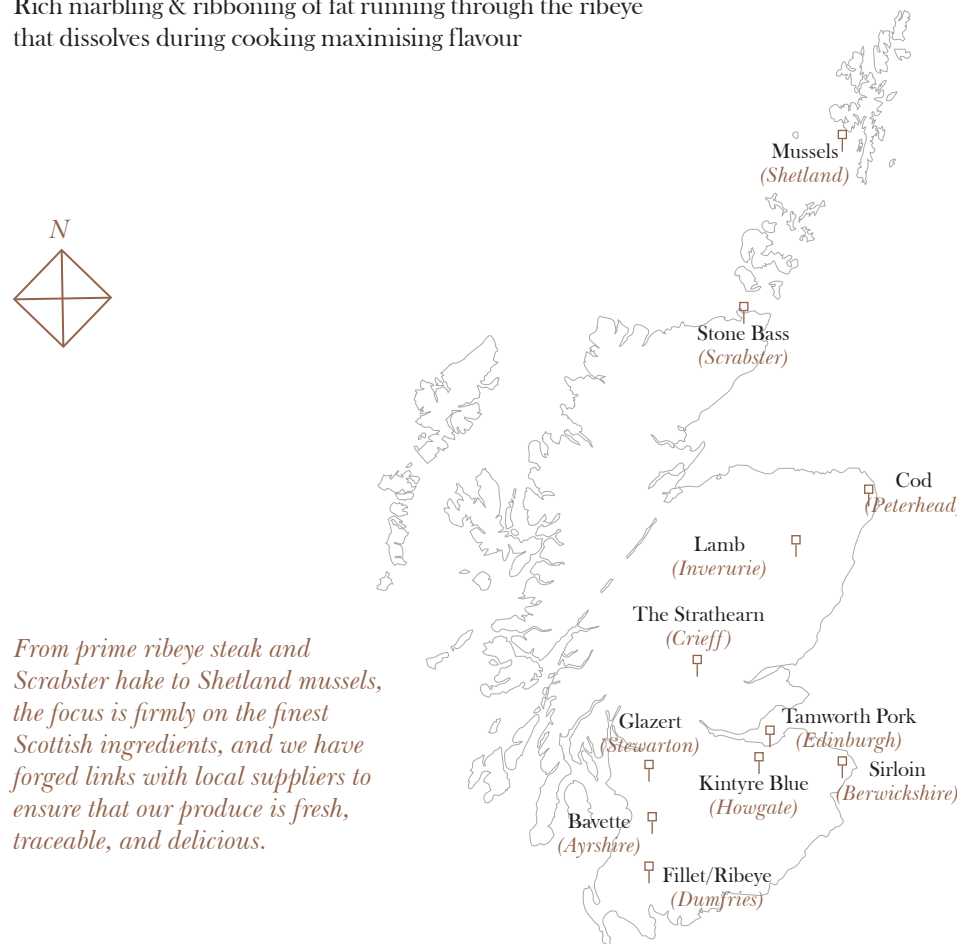 Rich marbling & ribboning of fat running through the ribeye
that dissolves during cooking maximising flavour
Mussels
(Shetland)
N
Stone Bass
(Scrabster)
Cod
(Peterhead)
Lamb
(Inverurie)
The Strathearn
(Crieff)
From prime ribeye steak and
Scrabster hake to Shetland mussels,
the focus is firmly on the finest
Scottish ingredients, and we have
forged links with local suppliers to
ensure that our produce is fresh,
traceable, and delicious.
Glazert
(Stewarton)
Tamworth Pork
(Edinburgh)
Kintyre Blue
(Howgate)
Sirloin
(Berwickshire)
Bavette
(Ayrshire)
Fillet/Ribeye
(Dumfries)